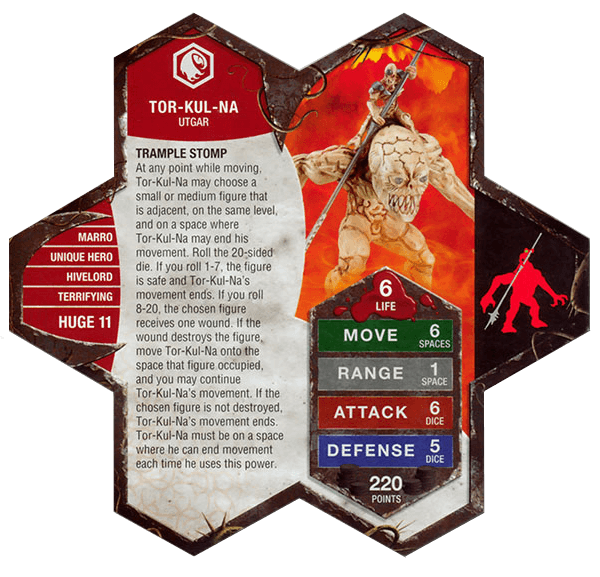 TOR-KUL-NA
UTGAR
TRAMPLE STOMP
At any point while moving,
Tor-Kul-Na may choose a
small or medium figure that
is adjacent, on the same level,
and on a space where
Tor-Kul-Na may end his
movement. Roll the 20-sided
die. If you roll 1-7, the figure
is safe and Tor-Kul-Na's
movement ends. If you roll
8-20, the chosen figure
receives one wound. If the
wound destroys the figure,
move Tor-Kul-Na onto the
space that figure occupied,
and you may continue
Tor-Kul-Na's movement. If the
chosen figure is not destroyed,
Tor-Kul-Na's movement ends.
Tor-Kul-Na must be on a space
where he can end movement
each time he uses this power.
MARRO
UNIQUE HERO
HIVELORD
TERRIFYING
HUGE 11
6
LIFE
MOVE 6
SPACES
RANGE 1
SPACE
ATTACK 6
DICE
DEFENSE 5
DICE
220
POINTS